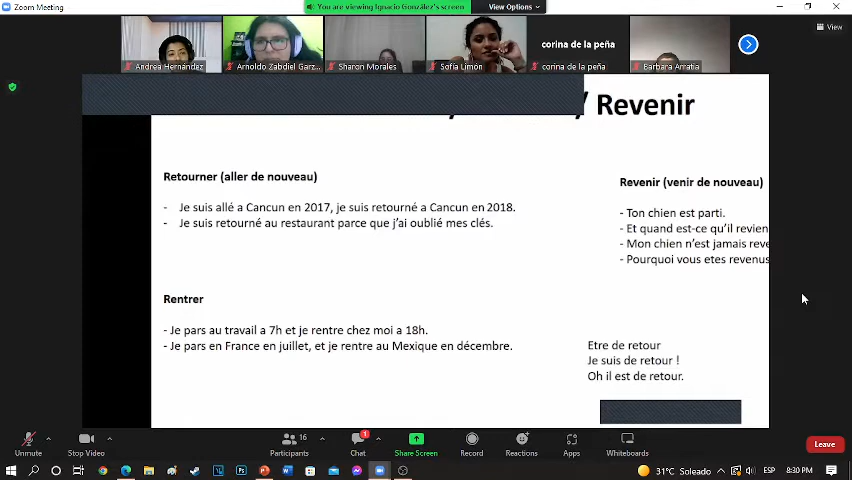 Zoom Meeting
You are viewing Ignacio González's screen
View Options
View
Andrea Hernández
Arnoldo Zabdiel Garz...
Sharon Morales
Sofía Limón
corina de la peña
corina de la peña
Barbara Arratia
/ Revenir
Retourner (aller de nouveau)
- Je suis allé a Cancun en 2017, je suis retourné a Cancun en 2018.
- Je suis retourné au restaurant parce que j'ai oublié mes clés.
Revenir (venir de nouveau)
- Ton chien est parti.
- Et quand est-ce qu'il revien
- Mon chien n'est jamais reve
- Pourquoi vous etes revenus
Rentrer
- Je pars au travail a 7h et je rentre chez moi a 18h.
- Je pars en France en juillet, et je rentre au Mexique en décembre.
Etre de retour
Je suis de retour !
Oh il est de retour.
Unmute
Stop Video
16
Participants
1
Chat
Share Screen
Record
Reactions
Apps
Whiteboards
Leave
31°C Soleado
ESP
8:30 PM